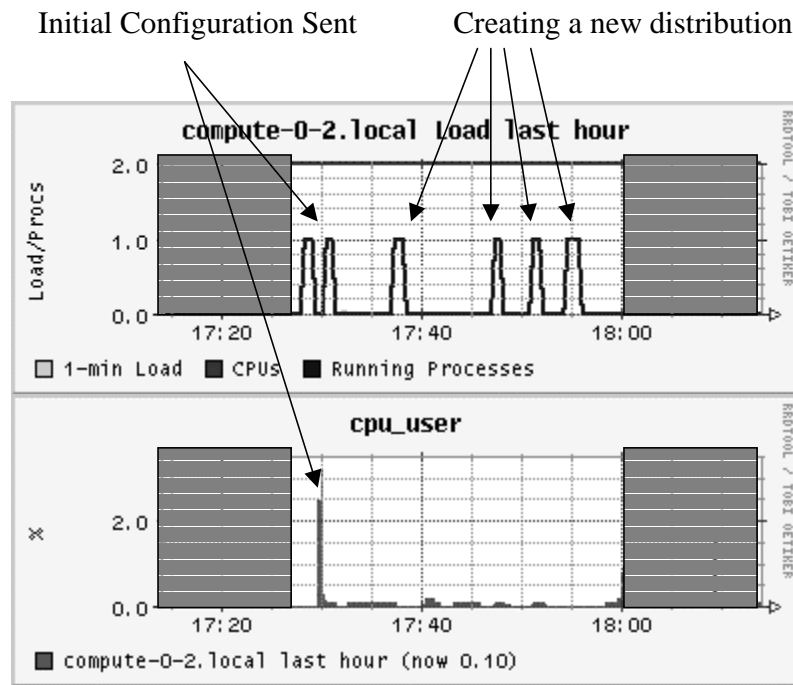 Initial Configuration Sent
Creating a new distribution
compute-0-2.local Load last hour
RRDTOOL / TOBI OETIKER
Load/Procs
2.0
1.0
0.0
17:20 17:40 18:00
1-min Load CPUs Running Processes
cpu_user
RRDTOOL / TOBI OETIKER
%
2.0
0.0
17:20 17:40 18:00
compute-0-2.local last hour (now 0.10)